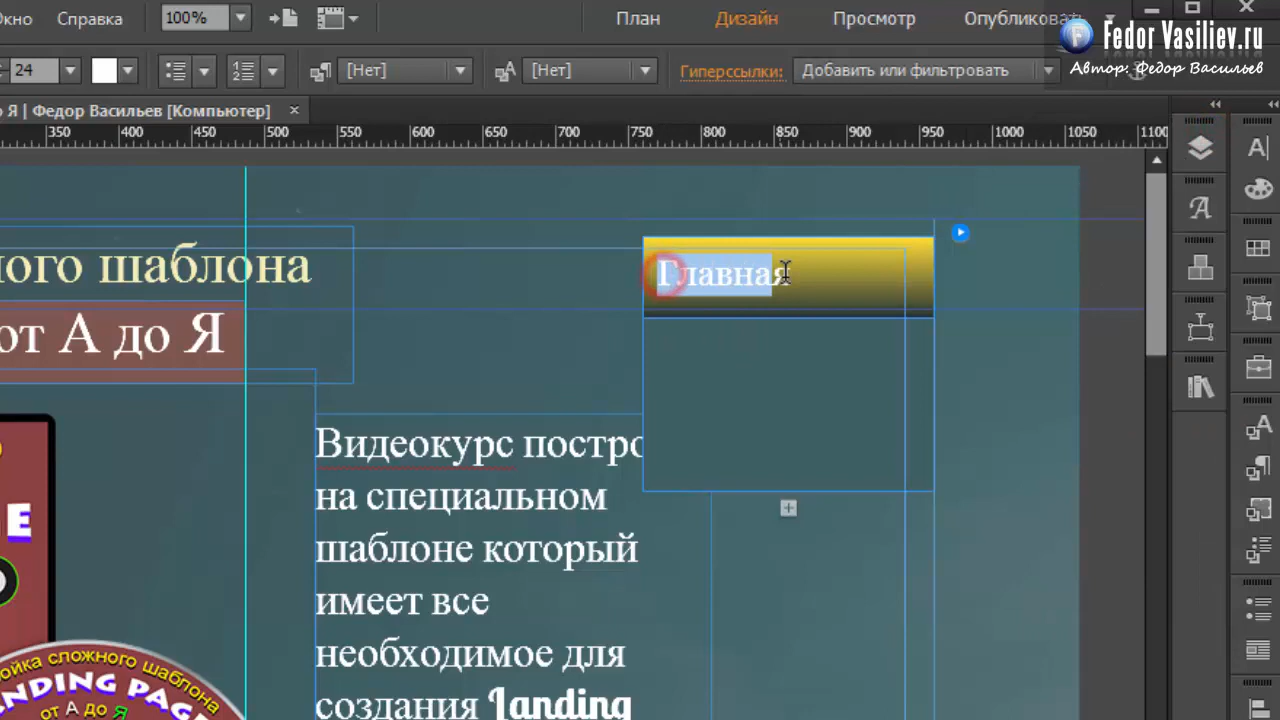 кно
Справка
100%
План
Дизайн
Просмотр
Опубликовать
Fedor Vasiliev.ru
Автор: Федор Васильев
24
[Нет]
[Нет]
Гиперссылки:
Добавить или фильтровать
о Я | Федор Васильев [Компьютер]
350 400 450 500 550 600 650 700 750 800 850 900 950 1000 1050 1100
ного шаблона
от А до Я
Главная
Видеокурс постро
на специальном
шаблоне который
имеет все
необходимое для
создания Landing
E
ойка сложного шаблона
NDING PAGE
от А до Я